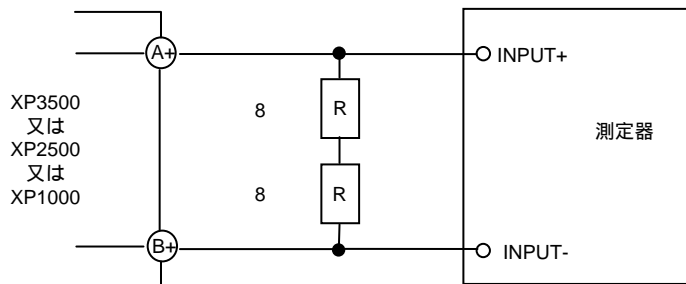 A+
INPUT+
XP3500
又は
XP2500
又は
XP1000
8
R
測定器
8
R
B+
INPUT-